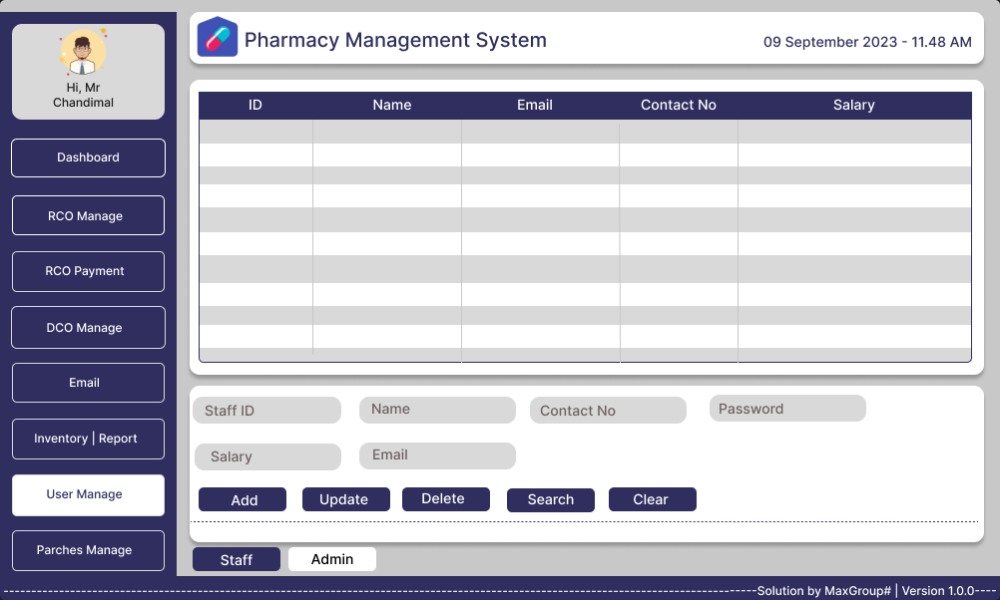 Hi, Mr
Chandimal
Dashboard
RCO Manage
RCO Payment
DCO Manage
Email
Inventory | Report
User Manage
Parches Manage
Pharmacy Management System
09 September 2023 - 11.48 AM
ID Name Email Contact No Salary
Staff ID Name Contact No Password
Salary Email
Add Update Delete Search Clear
Staff Admin
Solution by MaxGroup# | Version 1.0.0----